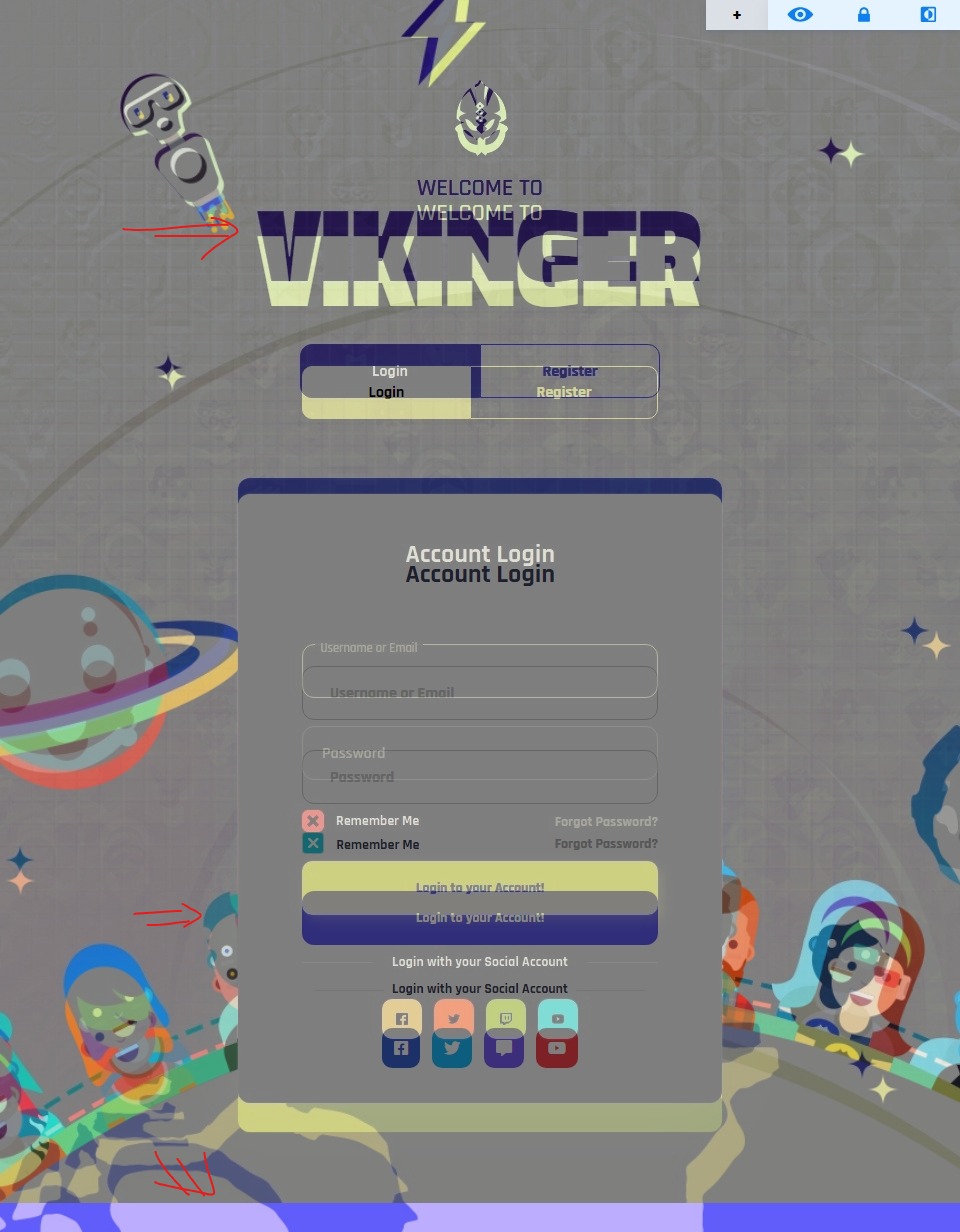 +
WELCOME TO
WELCOME TO
VIKINGER
Login
Register
Login
Register
Account Login
Account Login
Username or Email
Username or Email
Password
Password
Remember Me
Forgot Password?
Remember Me
Forgot Password?
Login to your Account!
Login to your Account!
Login with your Social Account
Login with your Social Account